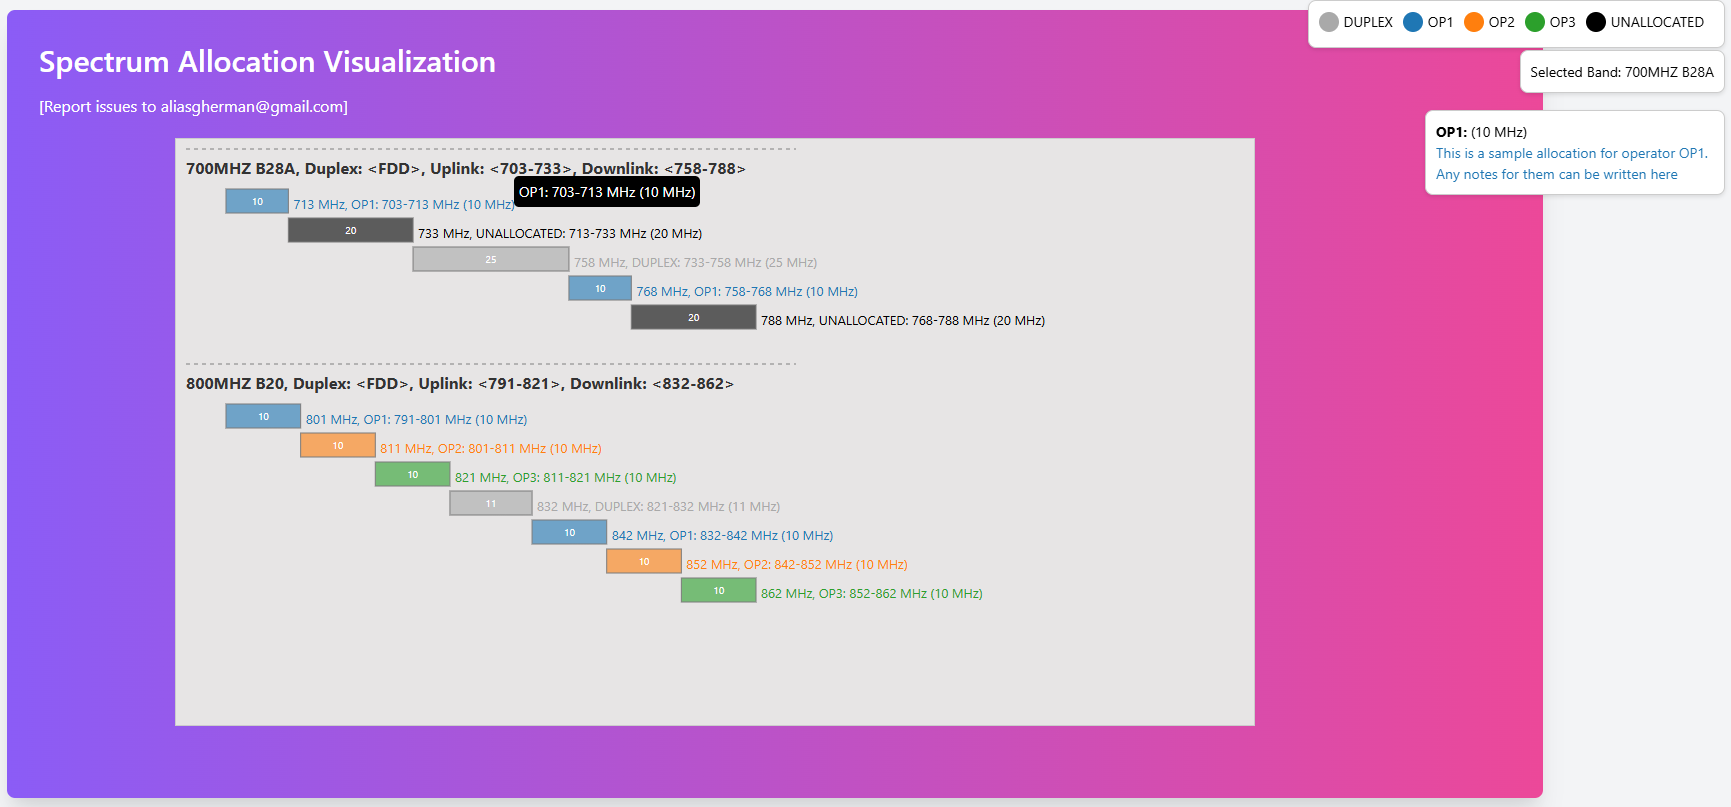 DUPLEX OP1 OP2 OP3 UNALLOCATED
Spectrum Allocation Visualization
Selected Band: 700MHZ B28A
[Report issues to aliasgherman@gmail.com]
OP1: (10 MHz)
This is a sample allocation for operator OP1.
Any notes for them can be written here
700MHZ B28A, Duplex: <FDD>, Uplink: <703-733>, Downlink: <758-788>
OP1: 703-713 MHz (10 MHz)
10 713 MHz, OP1: 703-713 MHz (10 MHz)
20 733 MHz, UNALLOCATED: 713-733 MHz (20 MHz)
25 758 MHz, DUPLEX: 733-758 MHz (25 MHz)
10 768 MHz, OP1: 758-768 MHz (10 MHz)
20 788 MHz, UNALLOCATED: 768-788 MHz (20 MHz)
800MHZ B20, Duplex: <FDD>, Uplink: <791-821>, Downlink: <832-862>
10 801 MHz, OP1: 791-801 MHz (10 MHz)
10 811 MHz, OP2: 801-811 MHz (10 MHz)
10 821 MHz, OP3: 811-821 MHz (10 MHz)
11 832 MHz, DUPLEX: 821-832 MHz (11 MHz)
10 842 MHz, OP1: 832-842 MHz (10 MHz)
10 852 MHz, OP2: 842-852 MHz (10 MHz)
10 862 MHz, OP3: 852-862 MHz (10 MHz)